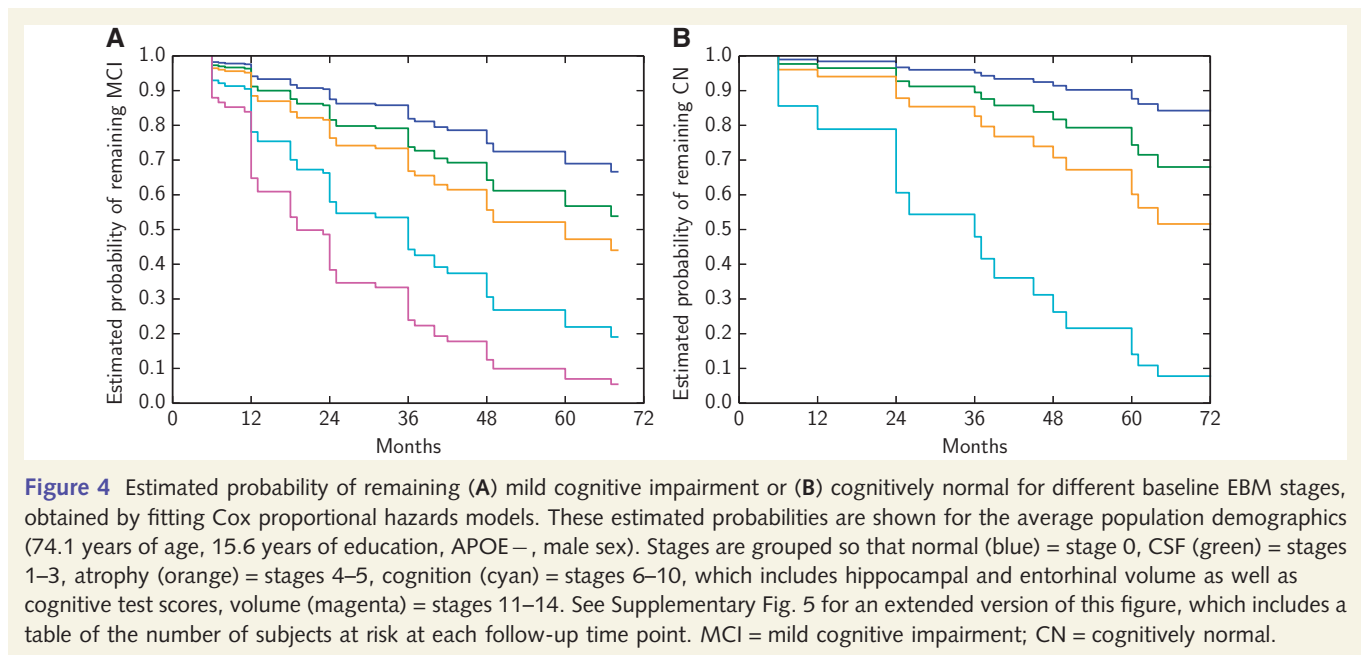 A
B
Estimated probability of remaining MCI
1.0
0.9
0.8
0.7
0.6
0.5
0.4
0.3
0.2
0.1
0.0
0 12 24 36 48 60 72
Months
Estimated probability of remaining CN
1.0
0.9
0.8
0.7
0.6
0.5
0.4
0.3
0.2
0.1
0.0
0 12 24 36 48 60 72
Months
Figure 4 Estimated probability of remaining (A) mild cognitive impairment or (B) cognitively normal for different baseline EBM stages,
obtained by fitting Cox proportional hazards models. These estimated probabilities are shown for the average population demographics
(74.1 years of age, 15.6 years of education, APOE−, male sex). Stages are grouped so that normal (blue) = stage 0, CSF (green) = stages
1–3, atrophy (orange) = stages 4–5, cognition (cyan) = stages 6–10, which includes hippocampal and entorhinal volume as well as
cognitive test scores, volume (magenta) = stages 11–14. See Supplementary Fig. 5 for an extended version of this figure, which includes a
table of the number of subjects at risk at each follow-up time point. MCI = mild cognitive impairment; CN = cognitively normal.